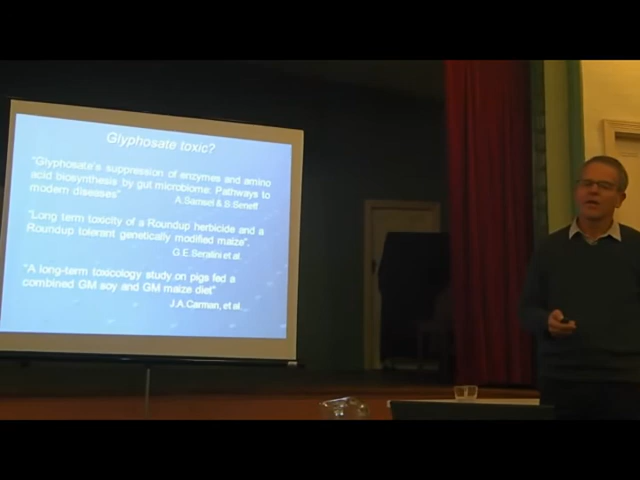 Glyphosate toxic?
"Glyphosate's suppression of enzymes and amino
acid biosynthesis by gut microbiome: Pathways to
modern diseases"
A.Samsel & S.Seneff
"Long term toxicity of a Roundup herbicide and a
Roundup tolerant genetically modified maize".
G.E.Seralini et al.
"A long-term toxicology study on pigs fed a
combined GM soy and GM maize diet"
J.A.Carman, et al.